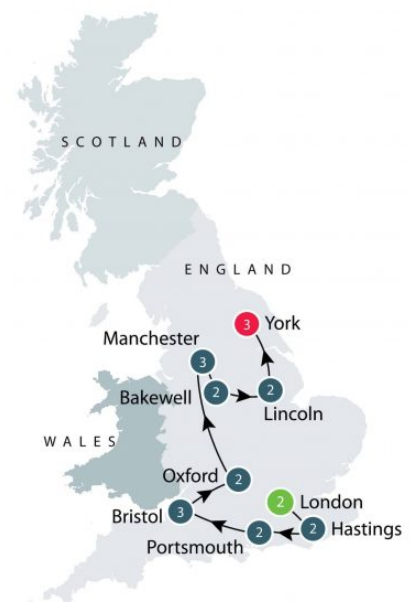 SCOTLAND
ENGLAND
3 York
Manchester
3
Bakewell 2
2
Lincoln
WALES
Oxford 2
2 London
Bristol 3
2 Hastings
Portsmouth 2